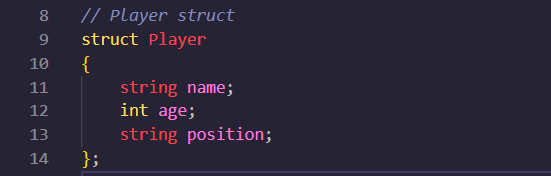 8 // Player struct
9 struct Player
10 {
11 string name;
12 int age;
13 string position;
14 };